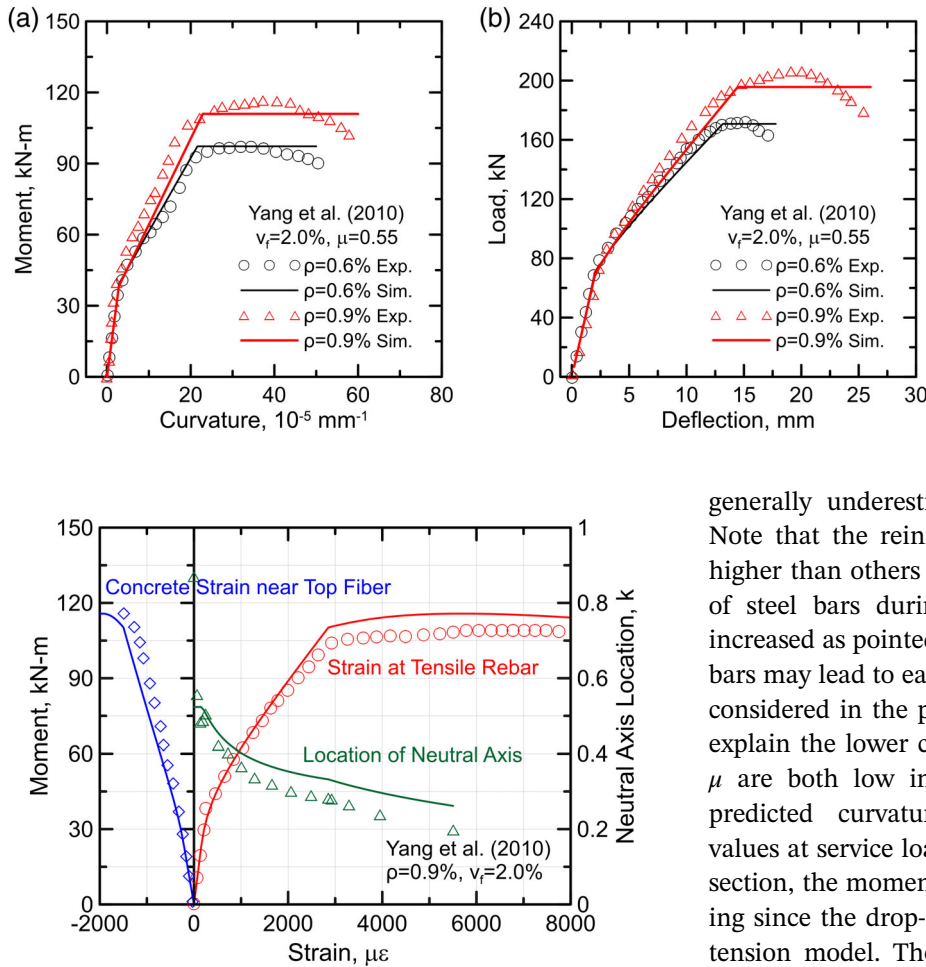 (a)
150
120
90
60
30
0
Moment, kN-m
Yang et al. (2010)
v_f=2.0%, μ=0.55
ρ=0.6% Exp.
ρ=0.6% Sim.
ρ=0.9% Exp.
ρ=0.9% Sim.
0 20 40 60 80
Curvature, 10⁻⁵ mm⁻¹
(b)
240
200
160
120
80
40
0
Load, kN
Yang et al. (2010)
v_f=2.0%, μ=0.55
ρ=0.6% Exp.
ρ=0.6% Sim.
ρ=0.9% Exp.
ρ=0.9% Sim.
0 5 10 15 20 25 30
Deflection, mm
150
120
90
60
30
0
Moment, kN-m
Concrete Strain near Top Fiber
Strain at Tensile Rebar
Location of Neutral Axis
Yang et al. (2010)
ρ=0.9%, v_f=2.0%
1
0.8
0.6
0.4
0.2
0
Neutral Axis Location, k
-2000 0 2000 4000 6000 8000
Strain, με
generally underesti
Note that the rein
higher than others
of steel bars durin
increased as pointed
bars may lead to ea
considered in the p
explain the lower c
μ are both low in
predicted curvatur
values at service loa
section, the momen
ing since the drop-
tension model. The